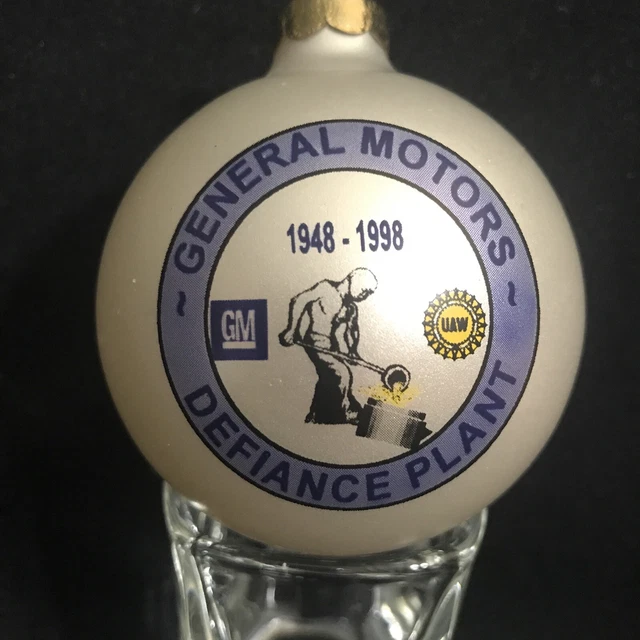 ~ GENERAL MOTORS ~
1948 - 1998
GM
UAW
DEFIANCE PLANT